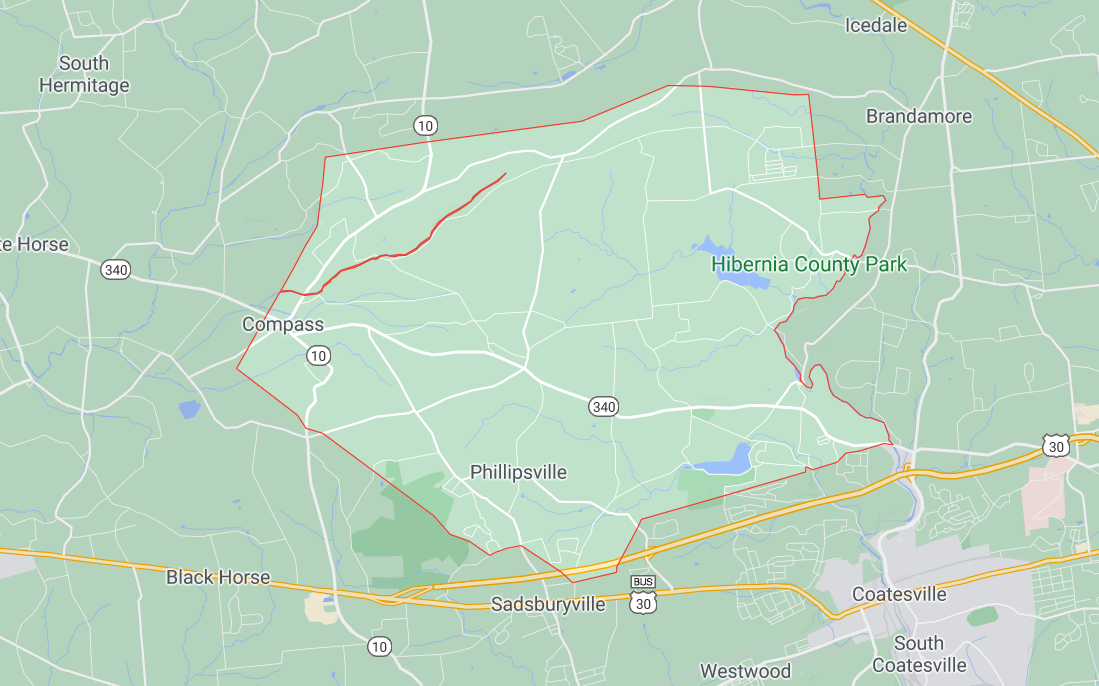 Icedale
South
Hermitage
10
Brandamore
te Horse
340
Hibernia County Park
Compass
10
340
30
Phillipsville
Black Horse
BUS
30
Sadsburyville
Coatesville
10
South
Coatesville
Westwood